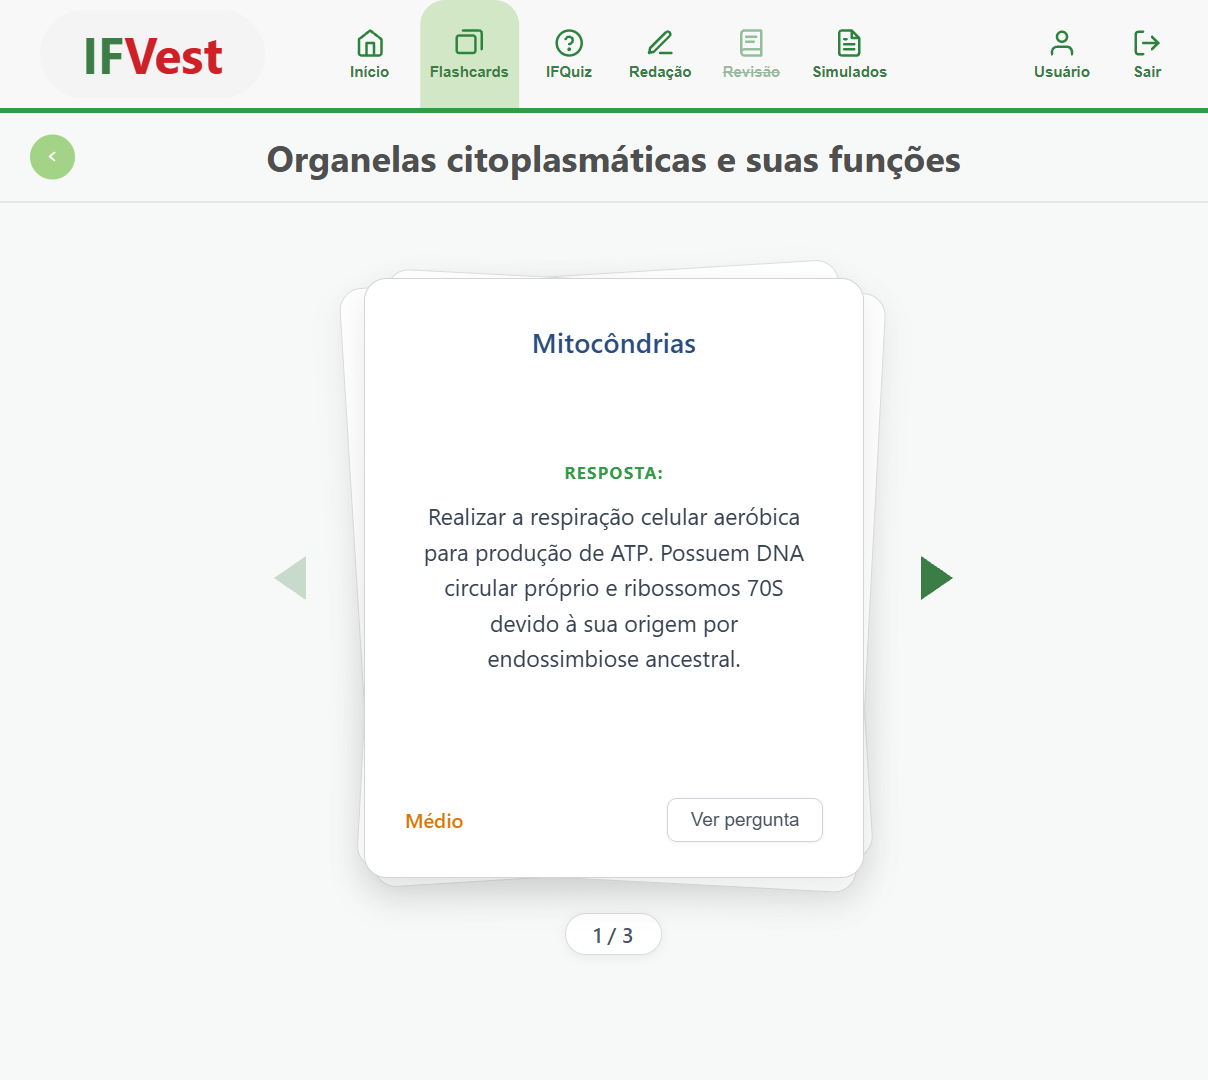 IFVest
Início
Flashcards
IFQuiz
Redação
Revisão
Simulados
Usuário
Sair
<
Organelas citoplasmáticas e suas funções
Mitocôndrias
RESPOSTA:
Realizar a respiração celular aeróbica
para produção de ATP. Possuem DNA
circular próprio e ribossomos 70S
devido à sua origem por
endossimbiose ancestral.
Médio
Ver pergunta
1 / 3